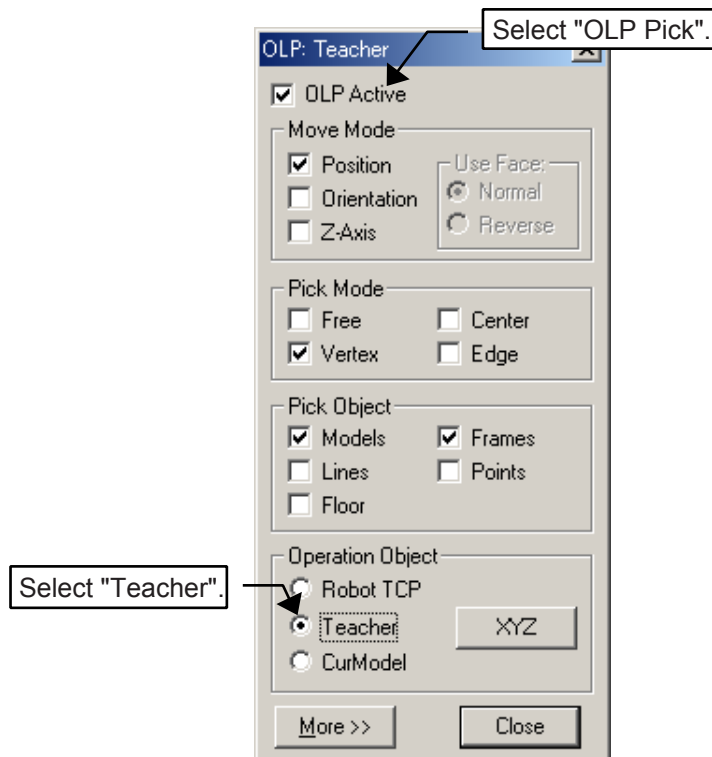 Select "OLP Pick".
OLP: Teacher
OLP Active
Move Mode
Position
Use Face:
Orientation
Normal
Z-Axis
Reverse
Pick Mode
Free
Center
Vertex
Edge
Pick Object
Models
Frames
Lines
Points
Floor
Operation Object
Select "Teacher".
Robot TCP
Teacher
XYZ
CurModel
More >>
Close